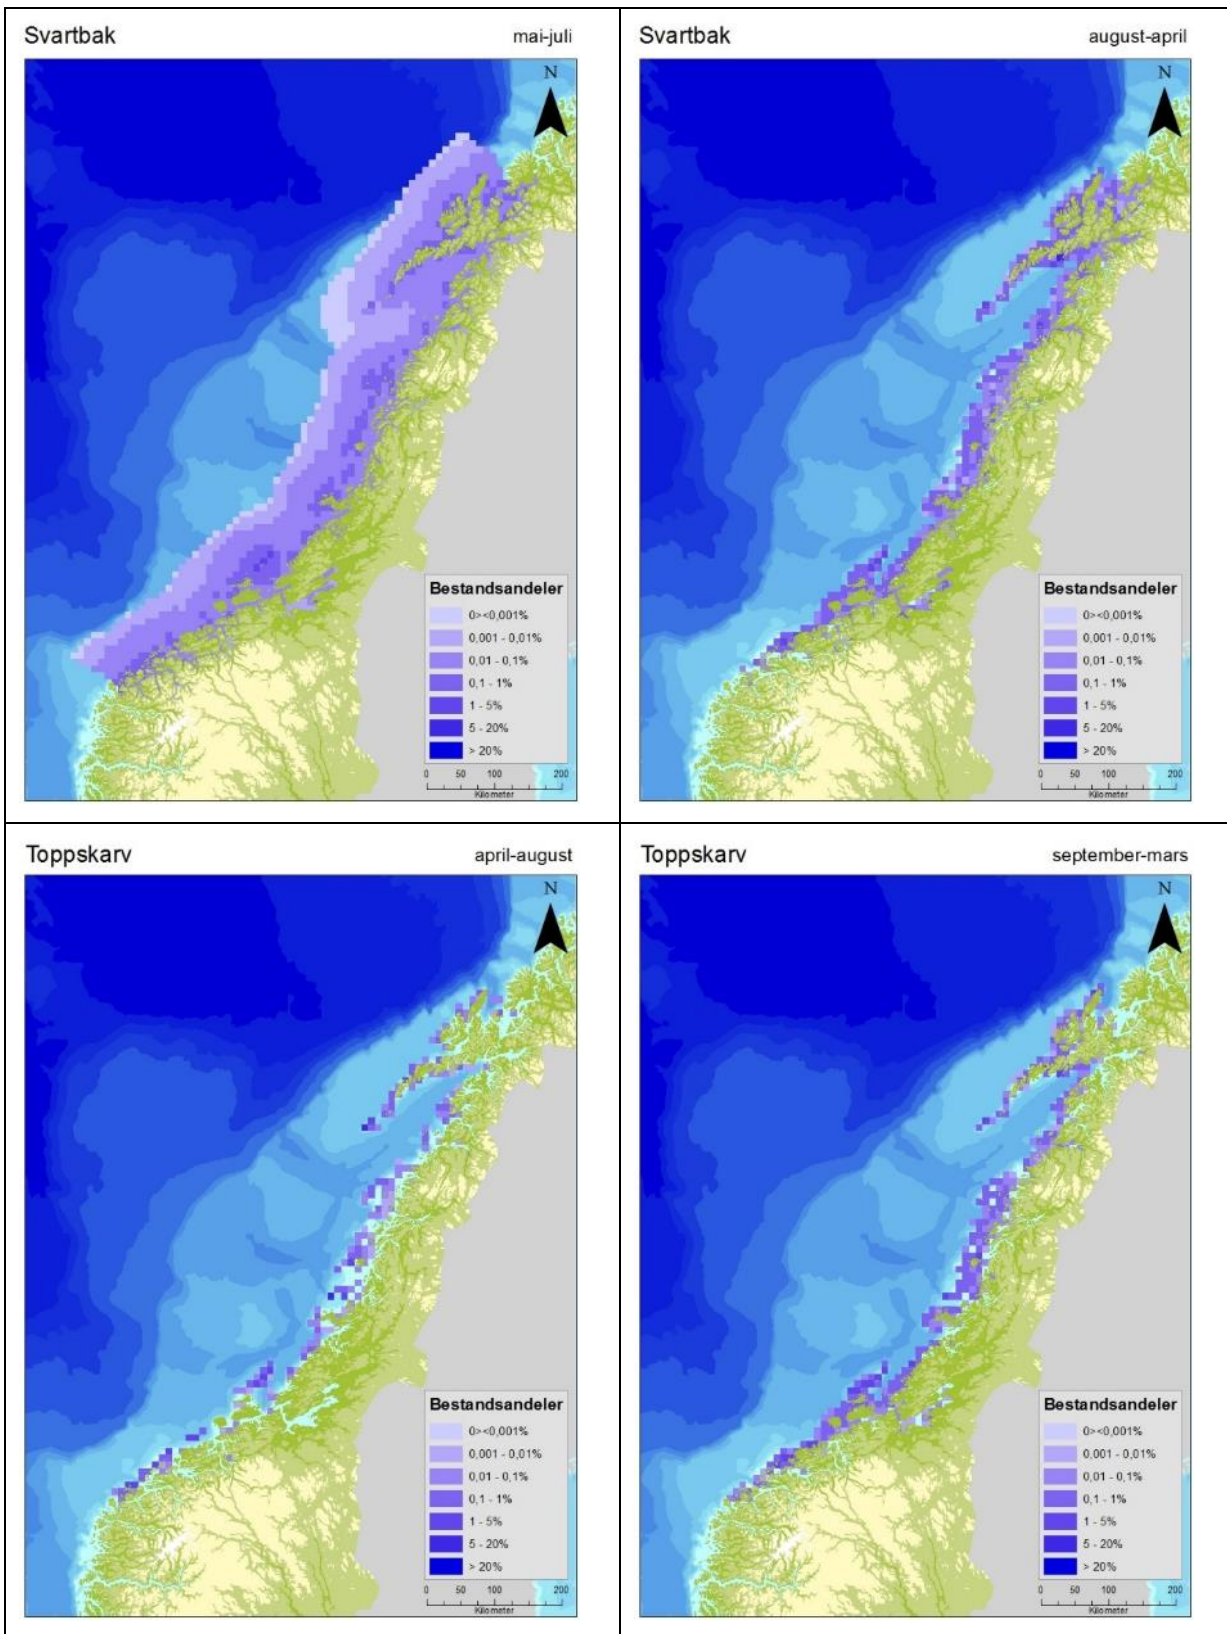 Svartbak mai-juli
N
Bestandsandeler
0><0,001%
0,001 - 0,01%
0,01 - 0,1%
0,1 - 1%
1 - 5%
5 - 20%
> 20%
0 50 100 200
Kilometer
Svartbak august-april
N
Bestandsandeler
0><0,001%
0,001 - 0,01%
0,01 - 0,1%
0,1 - 1%
1 - 5%
5 - 20%
> 20%
0 50 100 200
Kilometer
Toppskarv april-august
N
Bestandsandeler
0><0,001%
0,001 - 0,01%
0,01 - 0,1%
0,1 - 1%
1 - 5%
5 - 20%
> 20%
0 50 100 200
Kilometer
Toppskarv september-mars
N
Bestandsandeler
0><0,001%
0,001 - 0,01%
0,01 - 0,1%
0,1 - 1%
1 - 5%
5 - 20%
> 20%
0 50 100 200
Kilometer